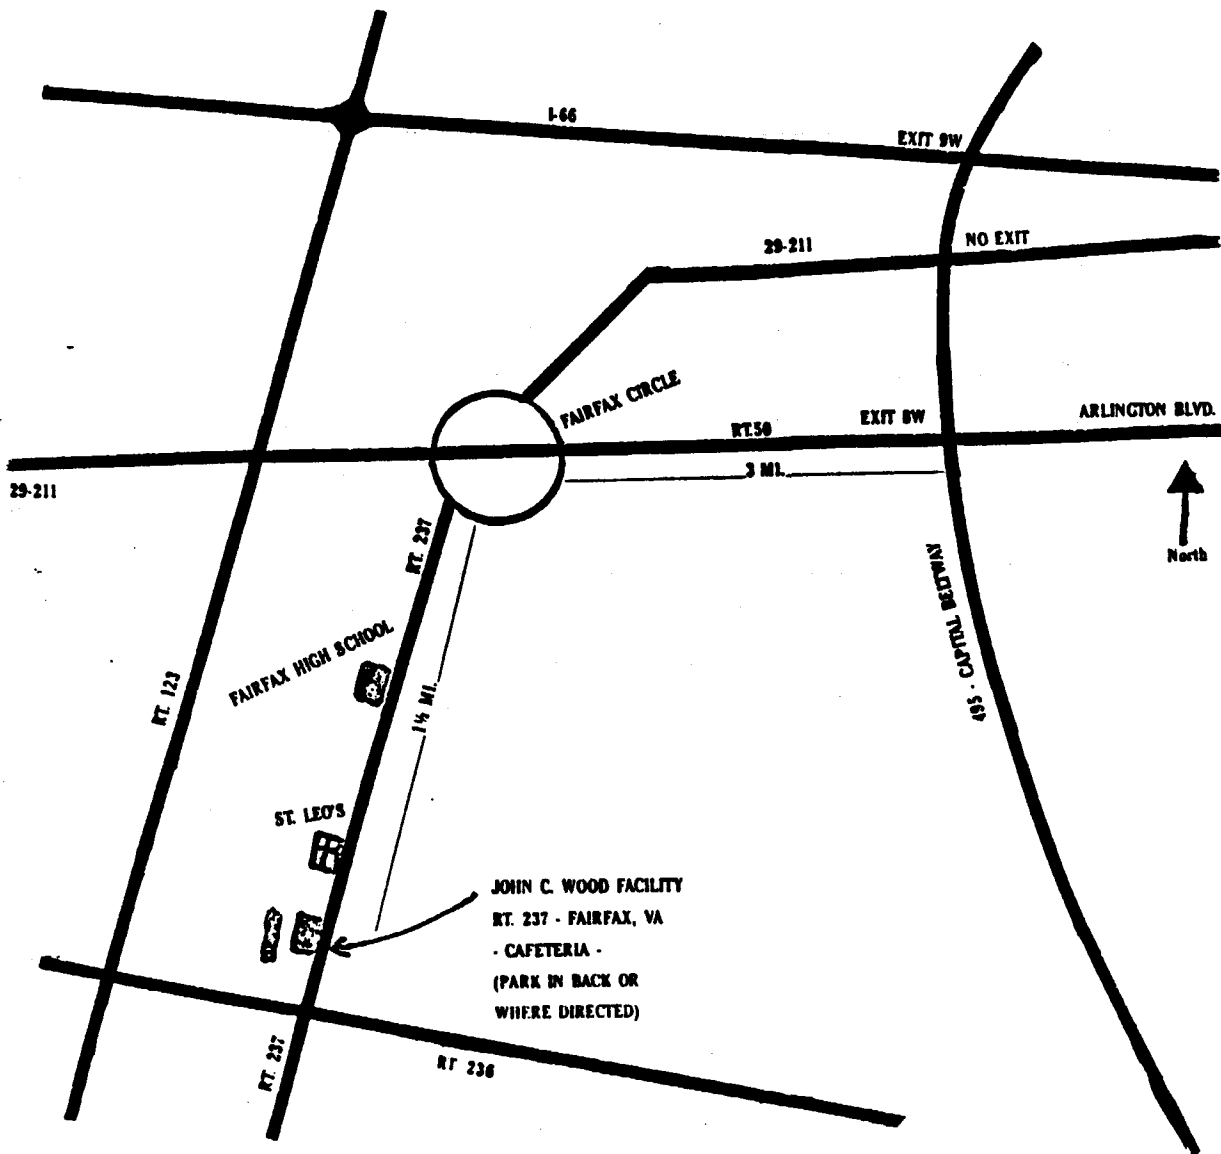 I-66
EXIT 9W
29-211
NO EXIT
FAIRFAX CIRCLE
RT.50
EXIT 8W
ARLINGTON BLVD.
3 MI.
29-211
North
RT. 237
495 - CAPITAL BELTWAY
FAIRFAX HIGH SCHOOL
RT. 123
1½ MI.
ST. LEO'S
JOHN C. WOOD FACILITY
RT. 237 - FAIRFAX, VA
- CAFETERIA -
(PARK IN BACK OR
WHERE DIRECTED)
RT. 237
RT 236